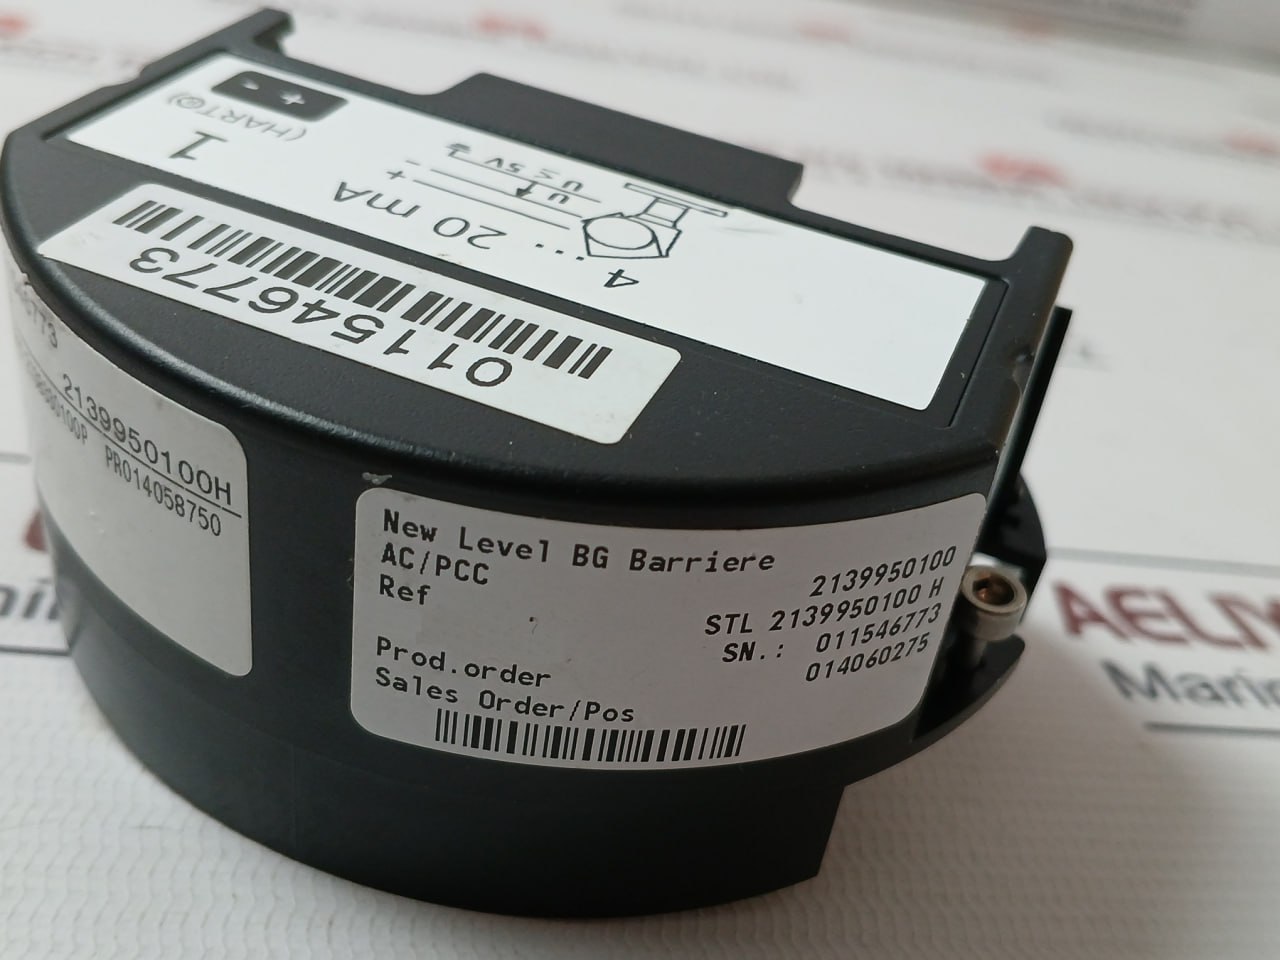 (HART©)
1
+ -
4 ... 20 mA
+
-
U
U ≤ 5V
011546773
2139950100H
PR014058750
New Level BG Barriere
AC/PCC 2139950100
Ref STL 2139950100 H
SN.: 011546773
Prod.order 014060275
Sales Order/Pos